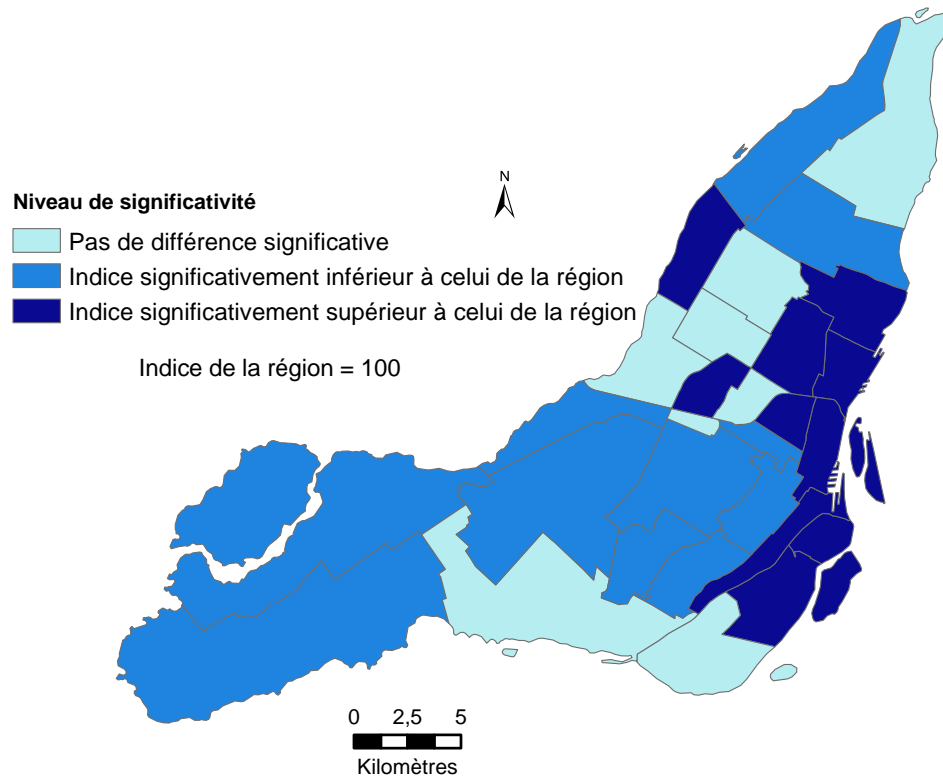 N
Niveau de significativité
Pas de différence significative
Indice significativement inférieur à celui de la région
Indice significativement supérieur à celui de la région
Indice de la région = 100
0 2,5 5
Kilomètres